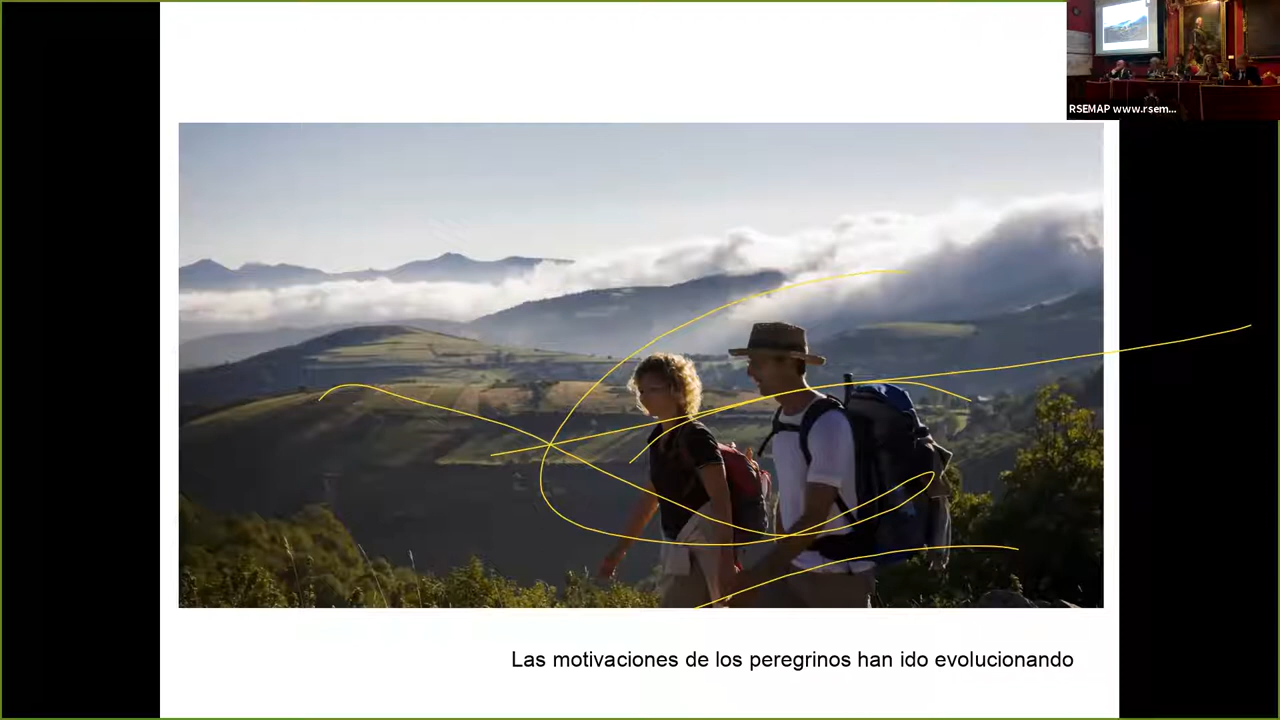 RSEMAP www.rsem...
Las motivaciones de los peregrinos han ido evolucionando